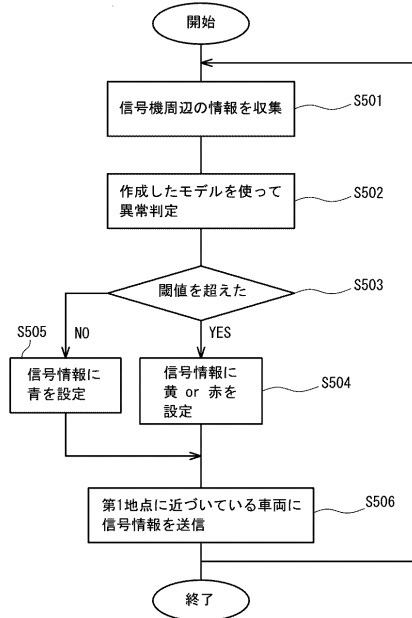 開始
信号機周辺の情報を収集
S501
作成したモデルを使って
異常判定
S502
閾値を超えた
S503
S505
NO
YES
信号情報に
青を設定
信号情報に
黄 or 赤を
設定
S504
第1地点に近づいている車両に
信号情報を送信
S506
終了